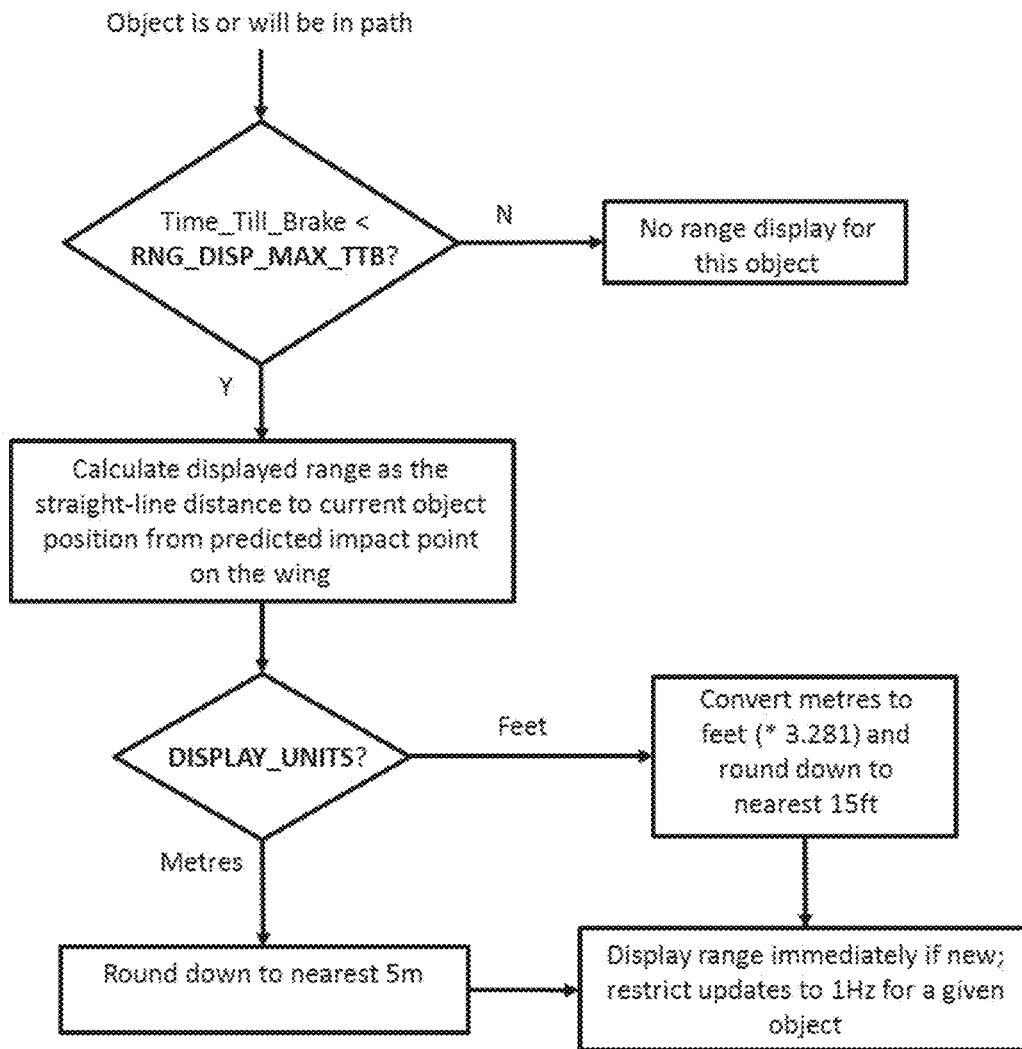 Object is or will be in path
Time_Till_Brake <
RNG_DISP_MAX_TTB?
N
No range display for
this object
Y
Calculate displayed range as the
straight-line distance to current object
position from predicted impact point
on the wing
DISPLAY_UNITS?
Feet
Convert metres to
feet (* 3.281) and
round down to
nearest 15ft
Metres
Round down to nearest 5m
Display range immediately if new;
restrict updates to 1Hz for a given
object